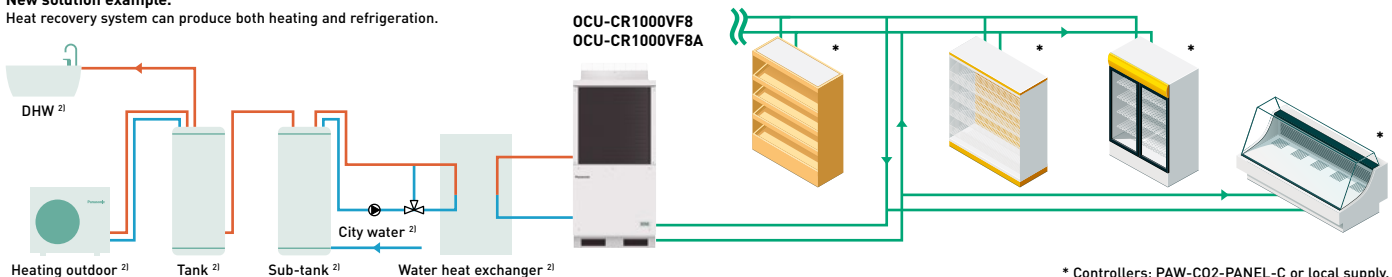 New solution example:
Heat recovery system can produce both heating and refrigeration.
OCU-CR1000VF8
OCU-CR1000VF8A
*
*
*
*
DHW 2)
Panasonic
Panasonic
City water 2)
Heating outdoor 2)
Tank 2)
Sub-tank 2)
Water heat exchanger 2)
* Controllers: PAW-CO2-PANEL-C or local supply.